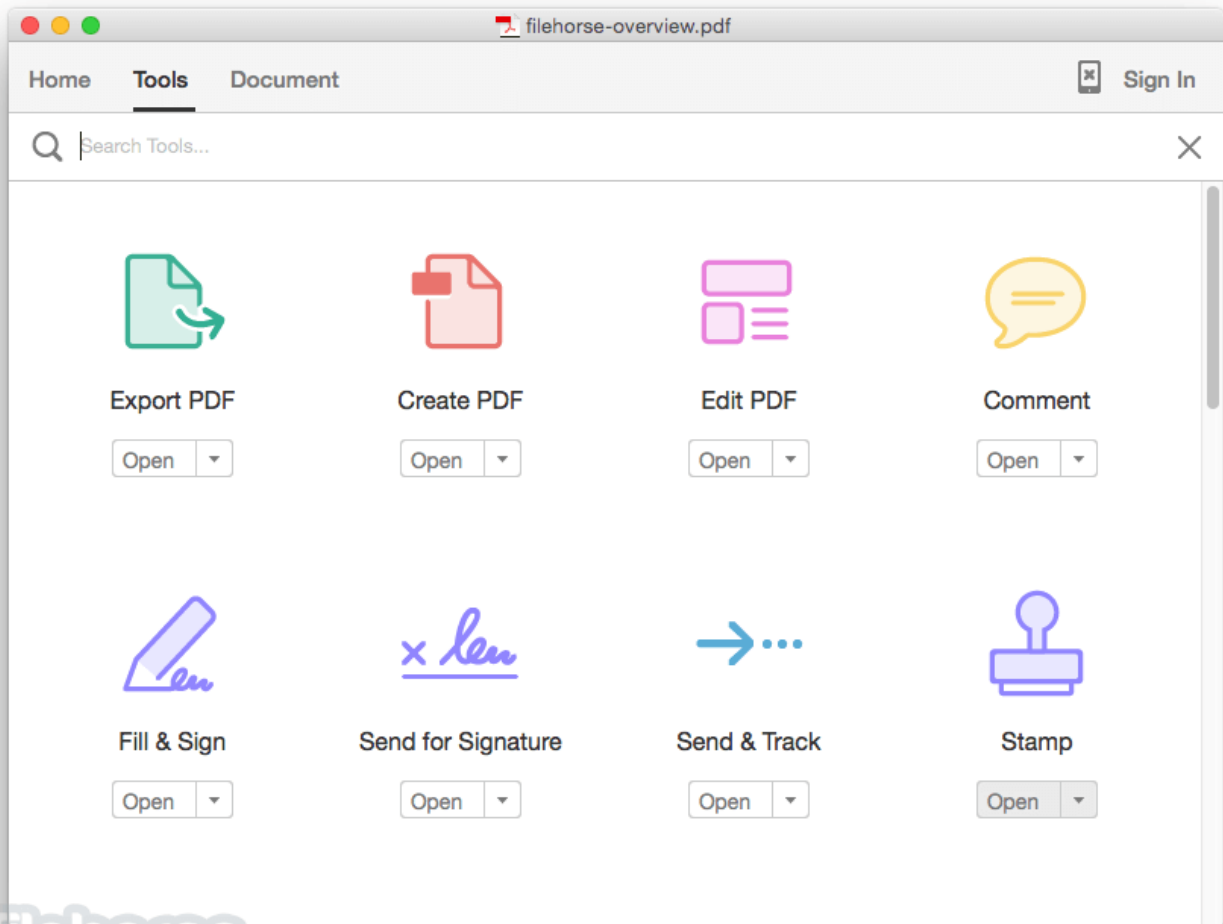 filehorse-overview.pdf
Home Tools Document Sign In
Search Tools...
Export PDF Create PDF Edit PDF Comment
Open Open Open Open
Fill & Sign Send for Signature Send & Track Stamp
Open Open Open Open